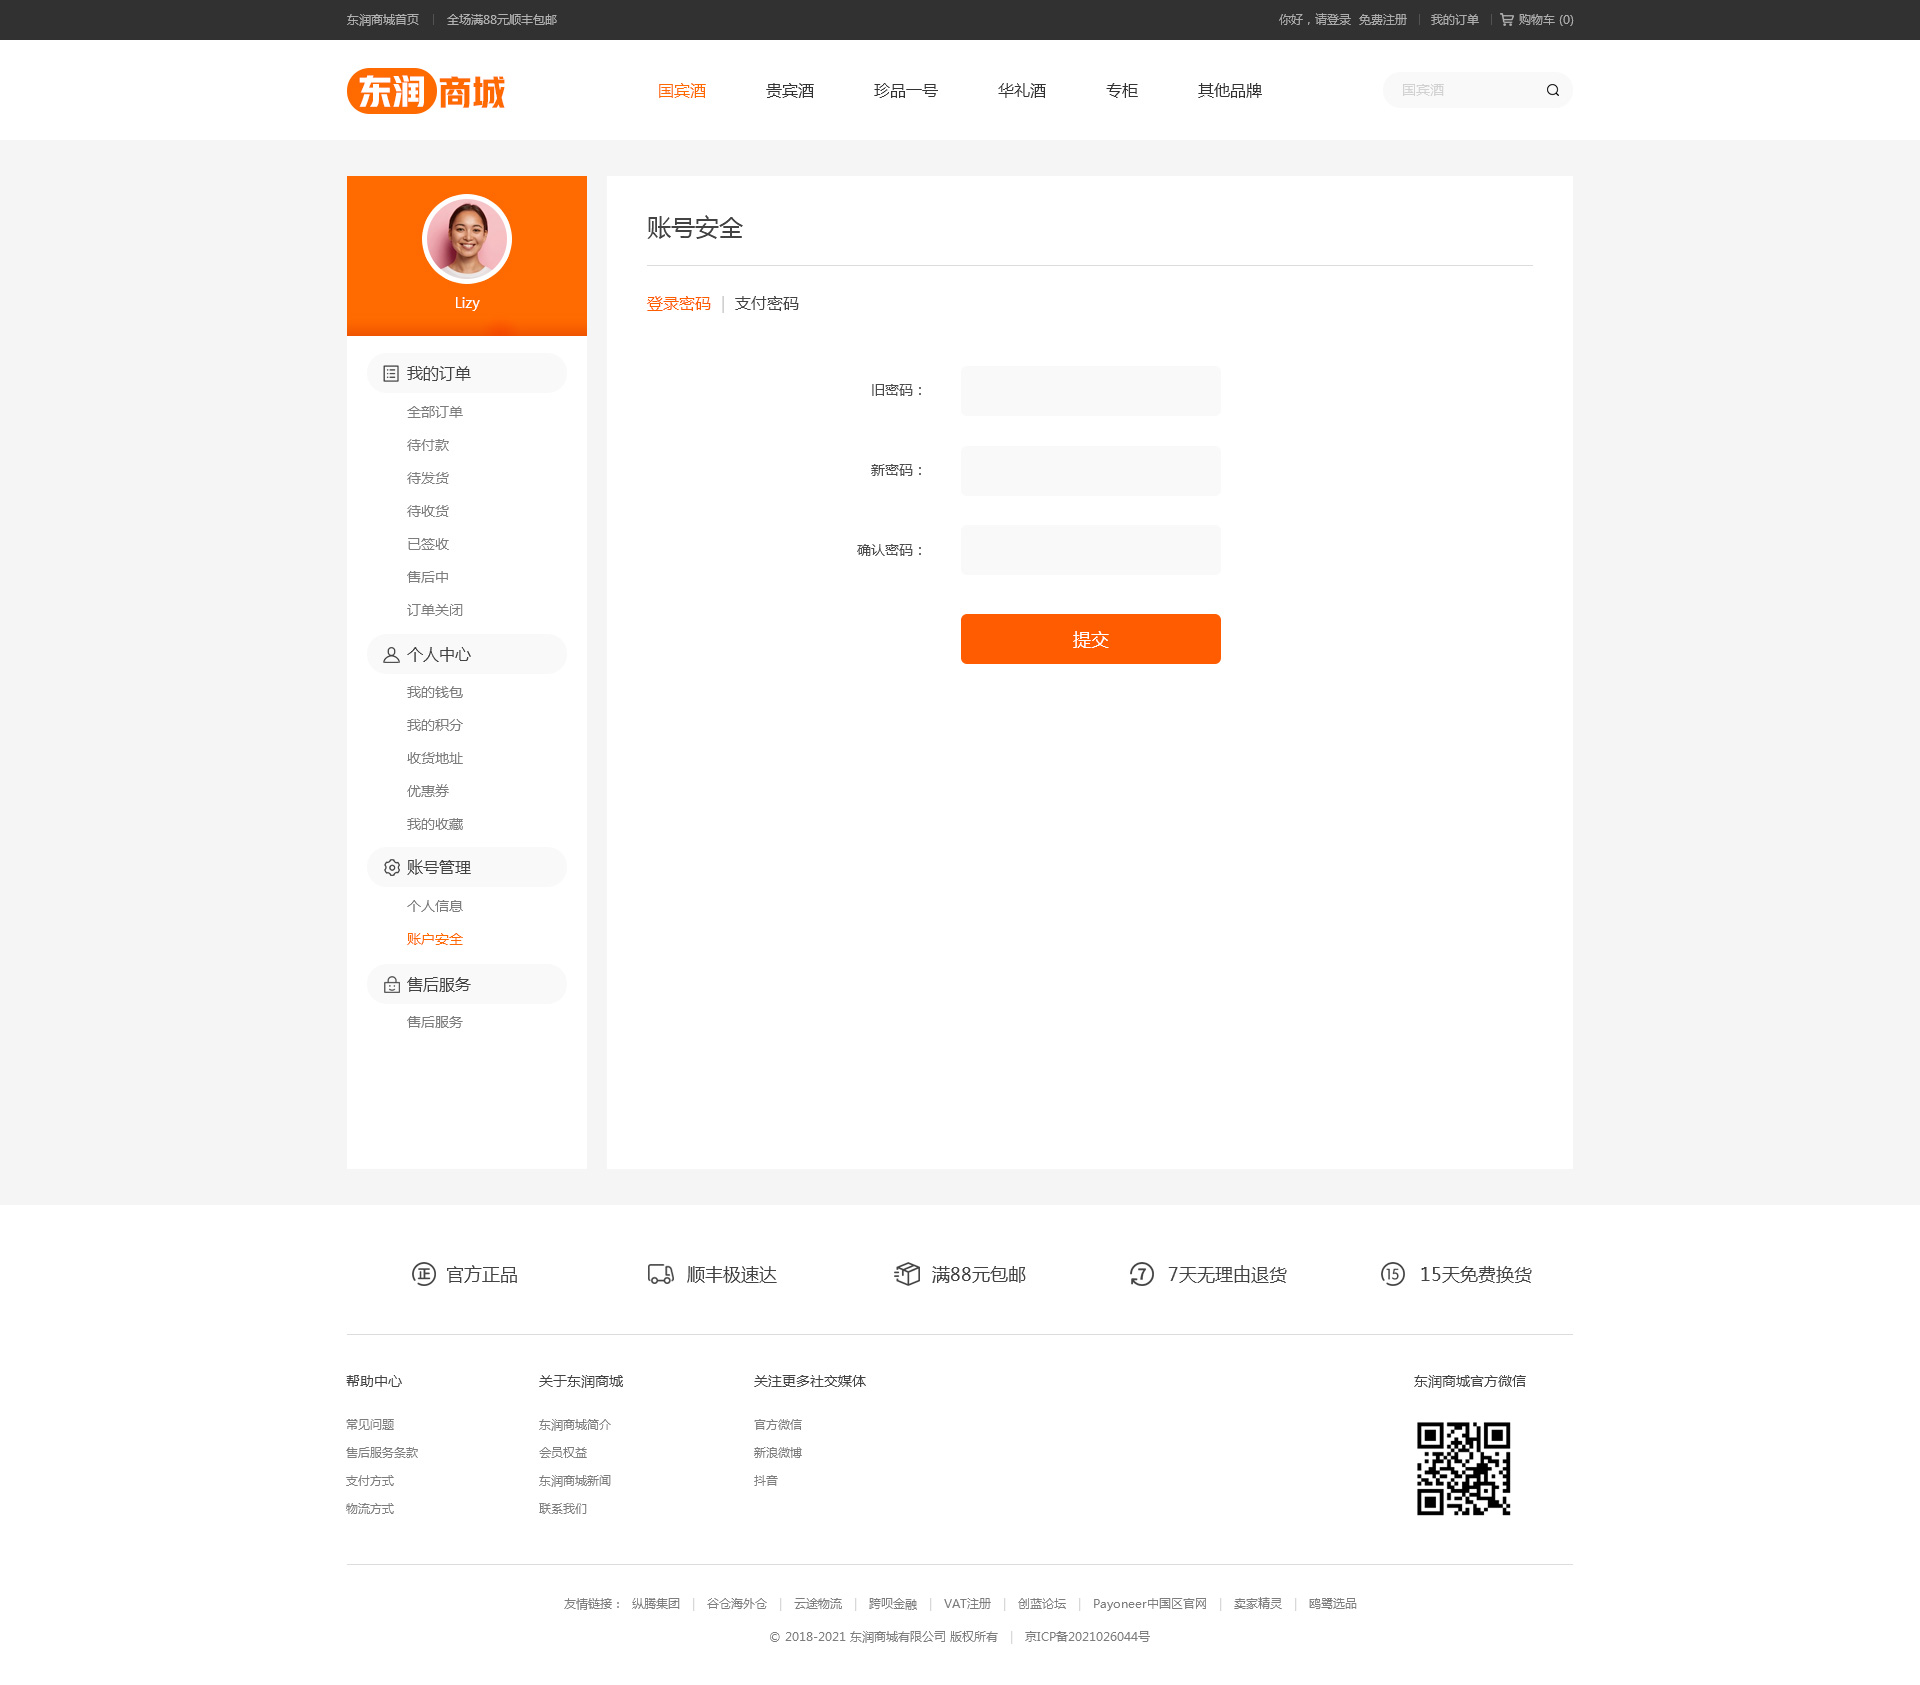 东润商城首页 | 全场满88元顺丰包邮
你好，请登录 免费注册 | 我的订单 | 购物车 (0)
东润商城
国宾酒 贵宾酒 珍品一号 华礼酒 专柜 其他品牌
国宾酒
Lizy
我的订单
全部订单
待付款
待发货
待收货
已签收
售后中
订单关闭
个人中心
我的钱包
我的积分
收货地址
优惠券
我的收藏
账号管理
个人信息
账户安全
售后服务
售后服务
账号安全
登录密码 | 支付密码
旧密码：
新密码：
确认密码：
提交
正 官方正品
顺丰极速达
满88元包邮
7 7天无理由退货
15 15天免费换货
帮助中心
常见问题
售后服务条款
支付方式
物流方式
关于东润商城
东润商城简介
会员权益
东润商城新闻
联系我们
关注更多社交媒体
官方微信
新浪微博
抖音
东润商城官方微信
友情链接： 纵腾集团 | 谷仓海外仓 | 云途物流 | 跨呗金融 | VAT注册 | 创蓝论坛 | Payoneer中国区官网 | 卖家精灵 | 鸥鹭选品
© 2018-2021 东润商城有限公司 版权所有 | 京ICP备2021026044号